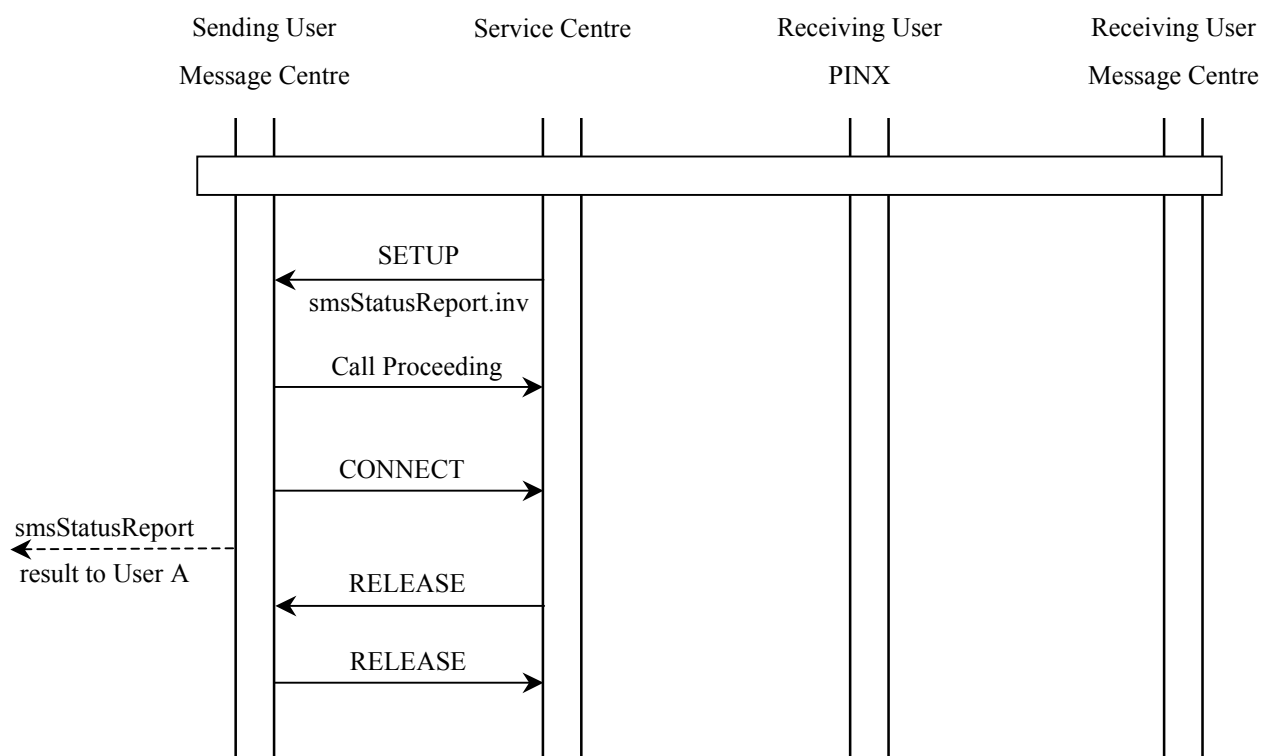 Sending User
Message Centre
Service Centre
Receiving User
PINX
Receiving User
Message Centre
SETUP
smsStatusReport.inv
Call Proceeding
CONNECT
smsStatusReport
result to User A
RELEASE
RELEASE